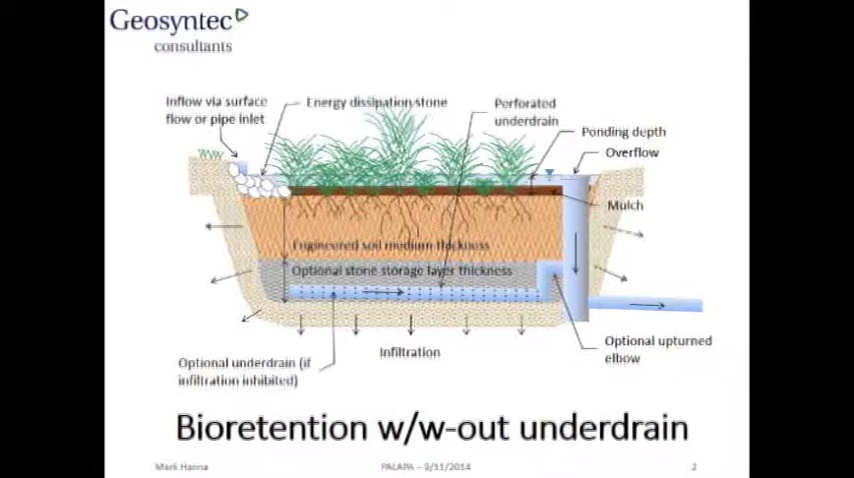 Geosyntec
consultants
Inflow via surface
flow or pipe inlet
Energy dissipation stone
Perforated
underdrain
Ponding depth
Overflow
Mulch
Engineered soil medium thickness
Optional stone storage layer thickness
Optional upturned
elbow
Infiltration
Optional underdrain (if
infiltration inhibited)
Bioretention w/w-out underdrain
Mark Hanna
PALAPA – 9/11/2014
2